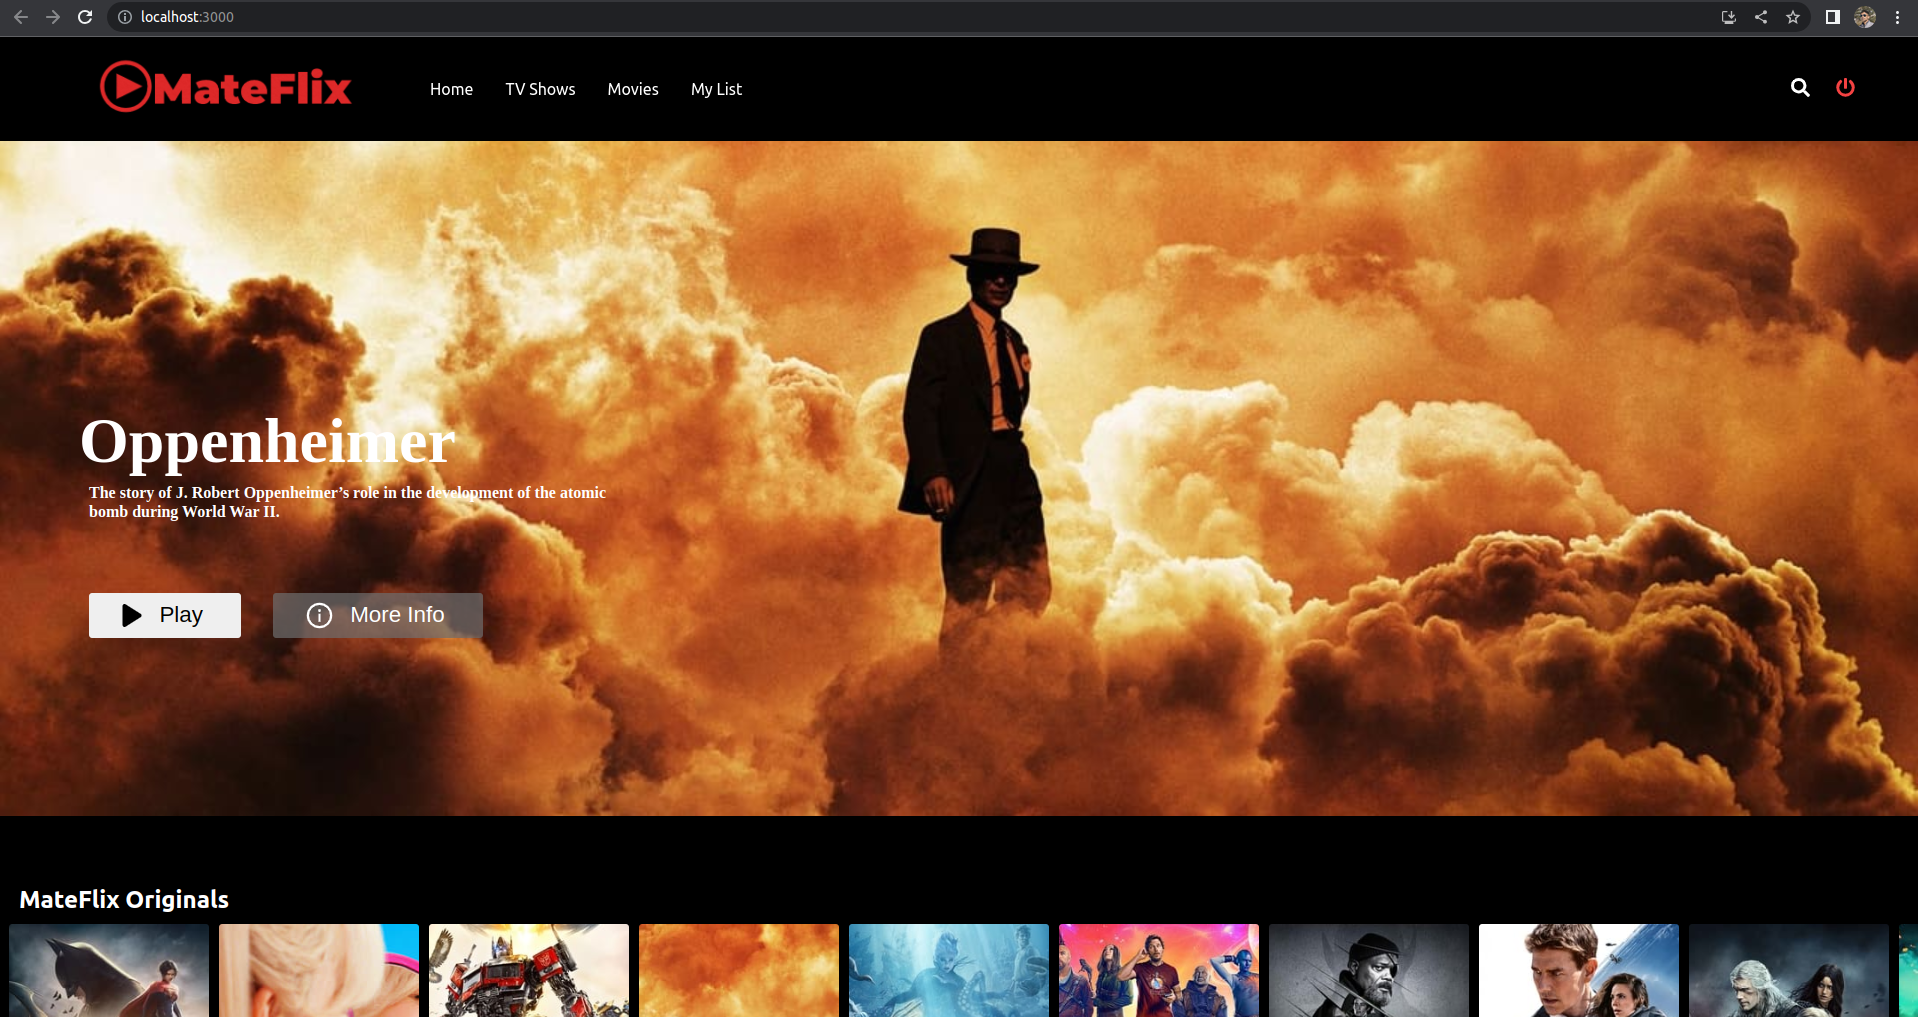 localhost:3000
MateFlix
Home TV Shows Movies My List
Oppenheimer
The story of J. Robert Oppenheimer’s role in the development of the atomic
bomb during World War II.
Play More Info
MateFlix Originals